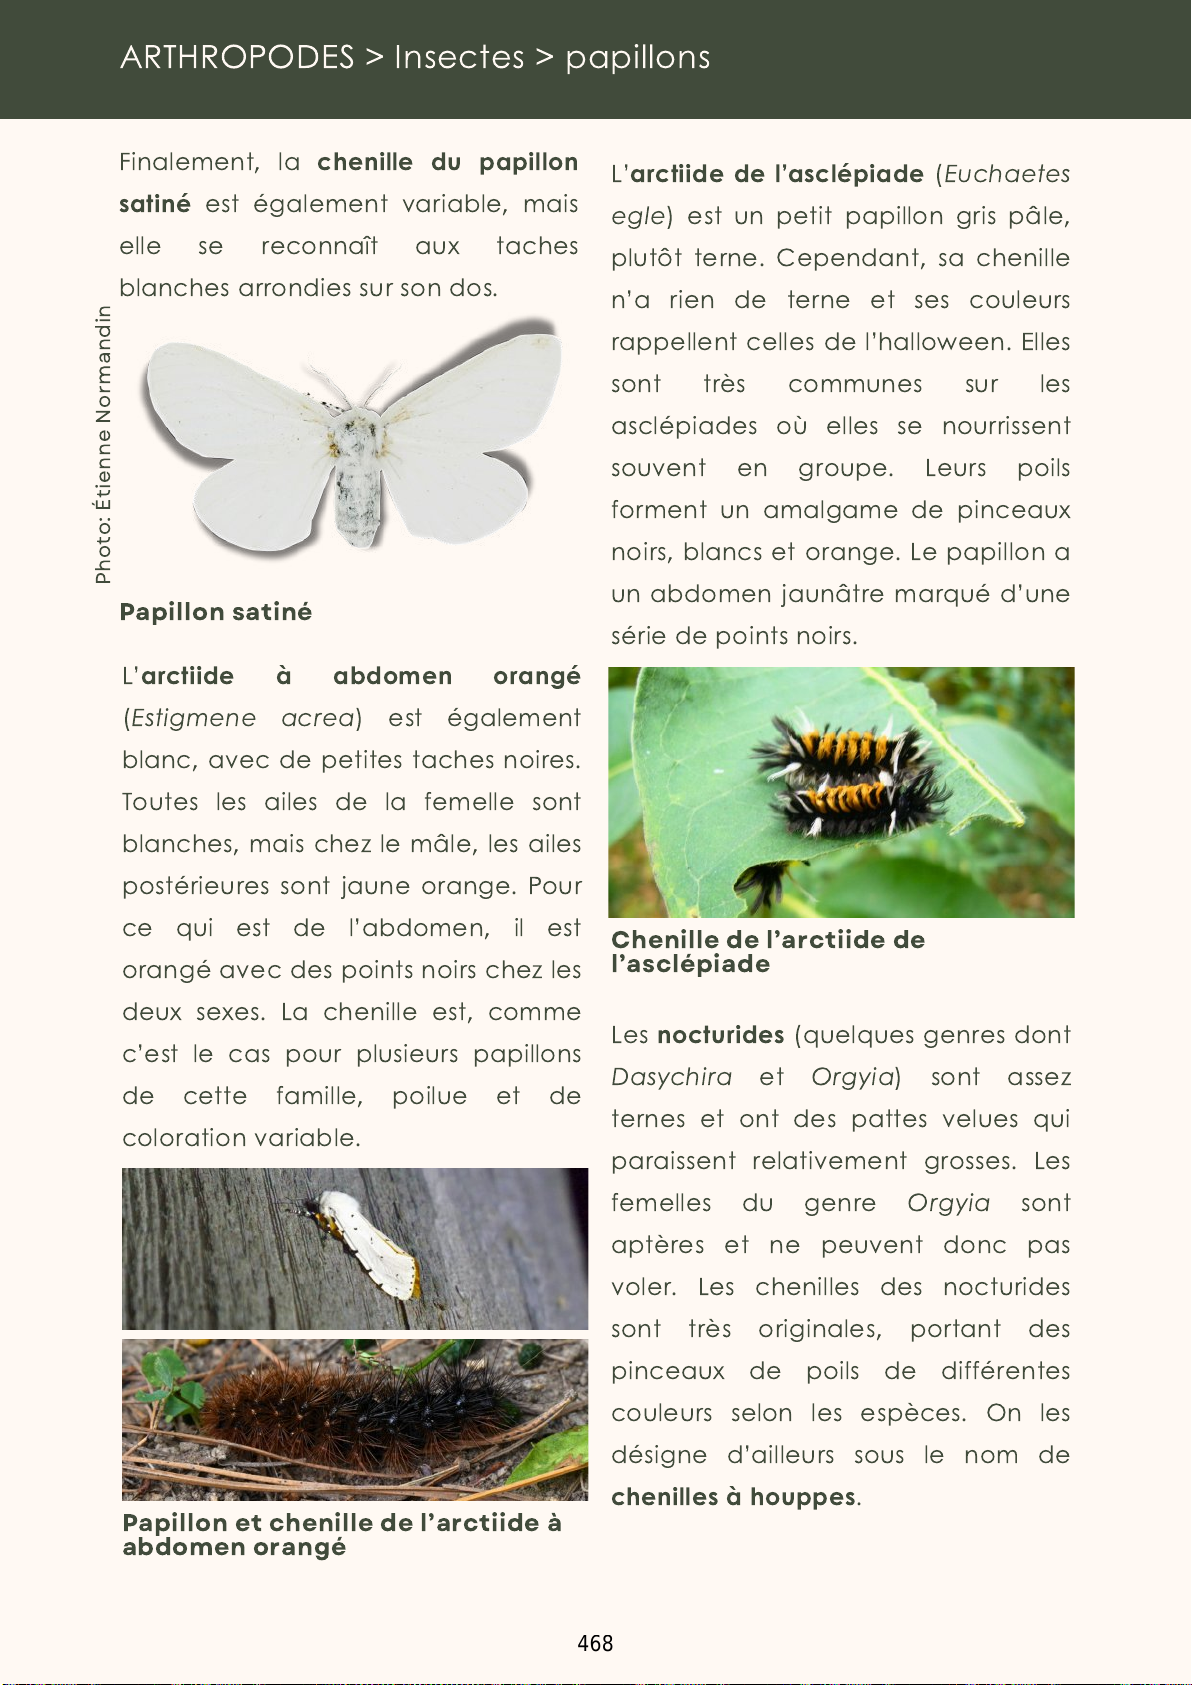 ARTHROPODES > Insectes > papillons
Finalement, la chenille du papillon
satiné est également variable, mais
elle se reconnaît aux taches
blanches arrondies sur son dos.
Photo: Étienne Normandin
Papillon satiné
L'arctiide à abdomen orangé
(Estigmene acrea) est également
blanc, avec de petites taches noires.
Toutes les ailes de la femelle sont
blanches, mais chez le mâle, les ailes
postérieures sont jaune orange. Pour
ce qui est de l'abdomen, il est
orangé avec des points noirs chez les
deux sexes. La chenille est, comme
c'est le cas pour plusieurs papillons
de cette famille, poilue et de
coloration variable.
Papillon et chenille de l'arctiide à
abdomen orangé
L'arctiide de l'asclépiade (Euchaetes
egle) est un petit papillon gris pâle,
plutôt terne. Cependant, sa chenille
n'a rien de terne et ses couleurs
rappellent celles de l'halloween. Elles
sont très communes sur les
asclépiades où elles se nourrissent
souvent en groupe. Leurs poils
forment un amalgame de pinceaux
noirs, blancs et orange. Le papillon a
un abdomen jaunâtre marqué d'une
série de points noirs.
Chenille de l'arctiide de
l'asclépiade
Les nocturides (quelques genres dont
Dasychira et Orgyia) sont assez
ternes et ont des pattes velues qui
paraissent relativement grosses. Les
femelles du genre Orgyia sont
aptères et ne peuvent donc pas
voler. Les chenilles des nocturides
sont très originales, portant des
pinceaux de poils de différentes
couleurs selon les espèces. On les
désigne d'ailleurs sous le nom de
chenilles à houppes.
468